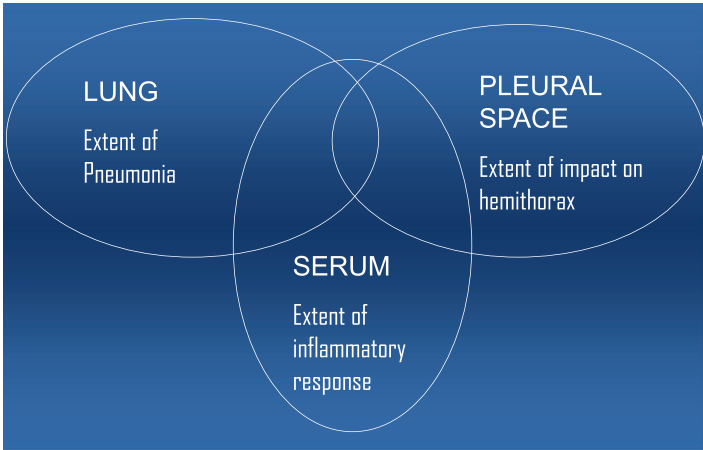 LUNG
Extent of
Pneumonia
PLEURAL
SPACE
Extent of impact on
hemithorax
SERUM
Extent of
inflammatory
response